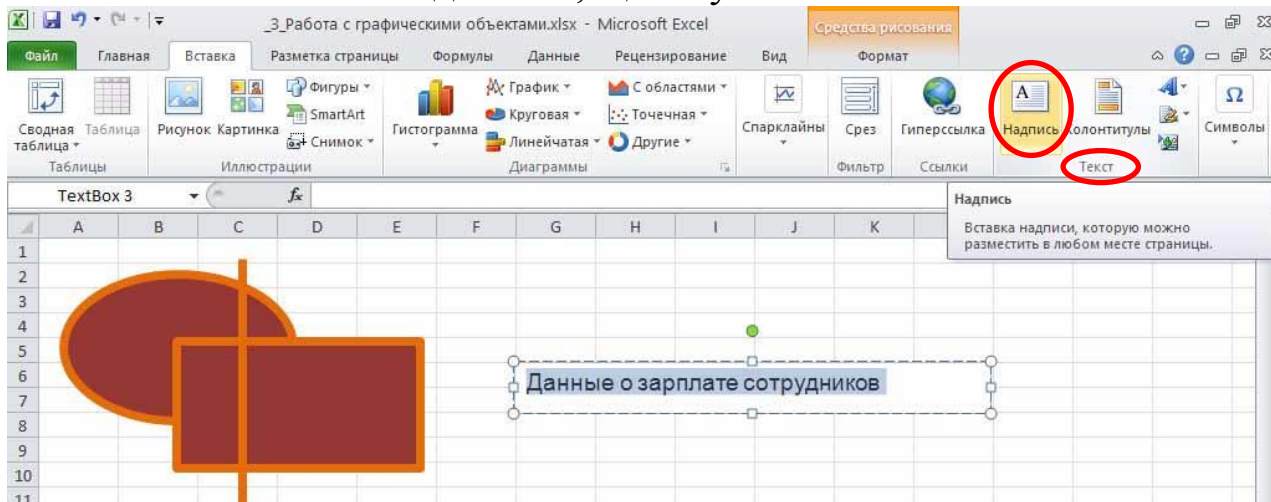 _3_Работа с графическими объектами.xlsx - Microsoft Excel
Средства рисования
Файл Главная Вставка Разметка страницы Формулы Данные Рецензирование Вид Формат
Сводная таблица
Таблица
Рисунок
Картинка
Фигуры
SmartArt
Снимок
Гистограмма
График
Круговая
Линейчатая
С областями
Точечная
Другие
Спарклайны
Срез
Гиперссылка
Надпись
Колонтитулы
Символы
Таблицы Иллюстрации Диаграммы Фильтр Ссылки Текст
TextBox 3 fx
Надпись
Вставка надписи, которую можно
разместить в любом месте страницы.
A B C D E F G H I J K
1
2
3
4
5
6
7
8
9
10
11
Данные о зарплате сотрудников